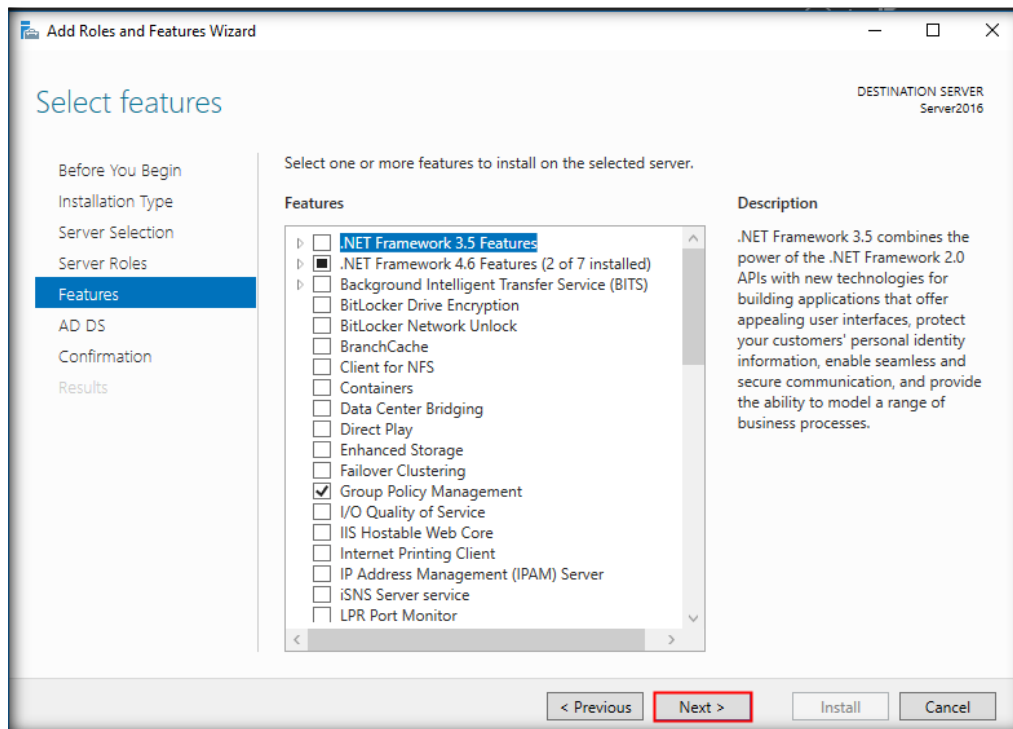 Add Roles and Features Wizard
Select features
DESTINATION SERVER
Server2016
Before You Begin
Installation Type
Server Selection
Server Roles
Features
AD DS
Confirmation
Results
Select one or more features to install on the selected server.
Features
.NET Framework 3.5 Features
.NET Framework 4.6 Features (2 of 7 installed)
Background Intelligent Transfer Service (BITS)
BitLocker Drive Encryption
BitLocker Network Unlock
BranchCache
Client for NFS
Containers
Data Center Bridging
Direct Play
Enhanced Storage
Failover Clustering
Group Policy Management
I/O Quality of Service
IIS Hostable Web Core
Internet Printing Client
IP Address Management (IPAM) Server
iSNS Server service
LPR Port Monitor
Description
.NET Framework 3.5 combines the
power of the .NET Framework 2.0
APIs with new technologies for
building applications that offer
appealing user interfaces, protect
your customers' personal identity
information, enable seamless and
secure communication, and provide
the ability to model a range of
business processes.
< Previous
Next >
Install
Cancel